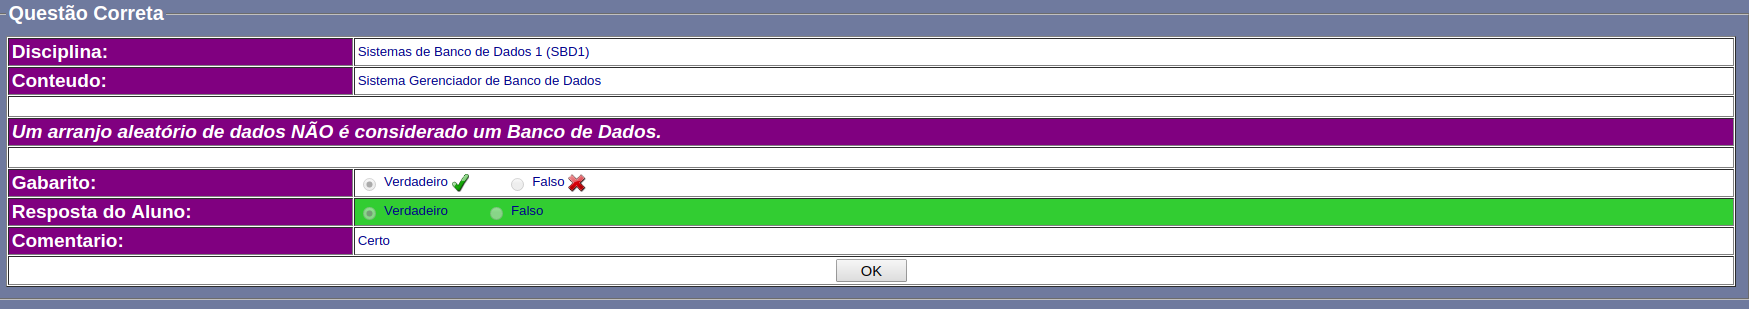 Questão Correta
Disciplina: Sistemas de Banco de Dados 1 (SBD1)
Conteudo: Sistema Gerenciador de Banco de Dados
Um arranjo aleatório de dados NÃO é considerado um Banco de Dados.
Gabarito: Verdadeiro Falso
Resposta do Aluno: Verdadeiro Falso
Comentario: Certo
OK